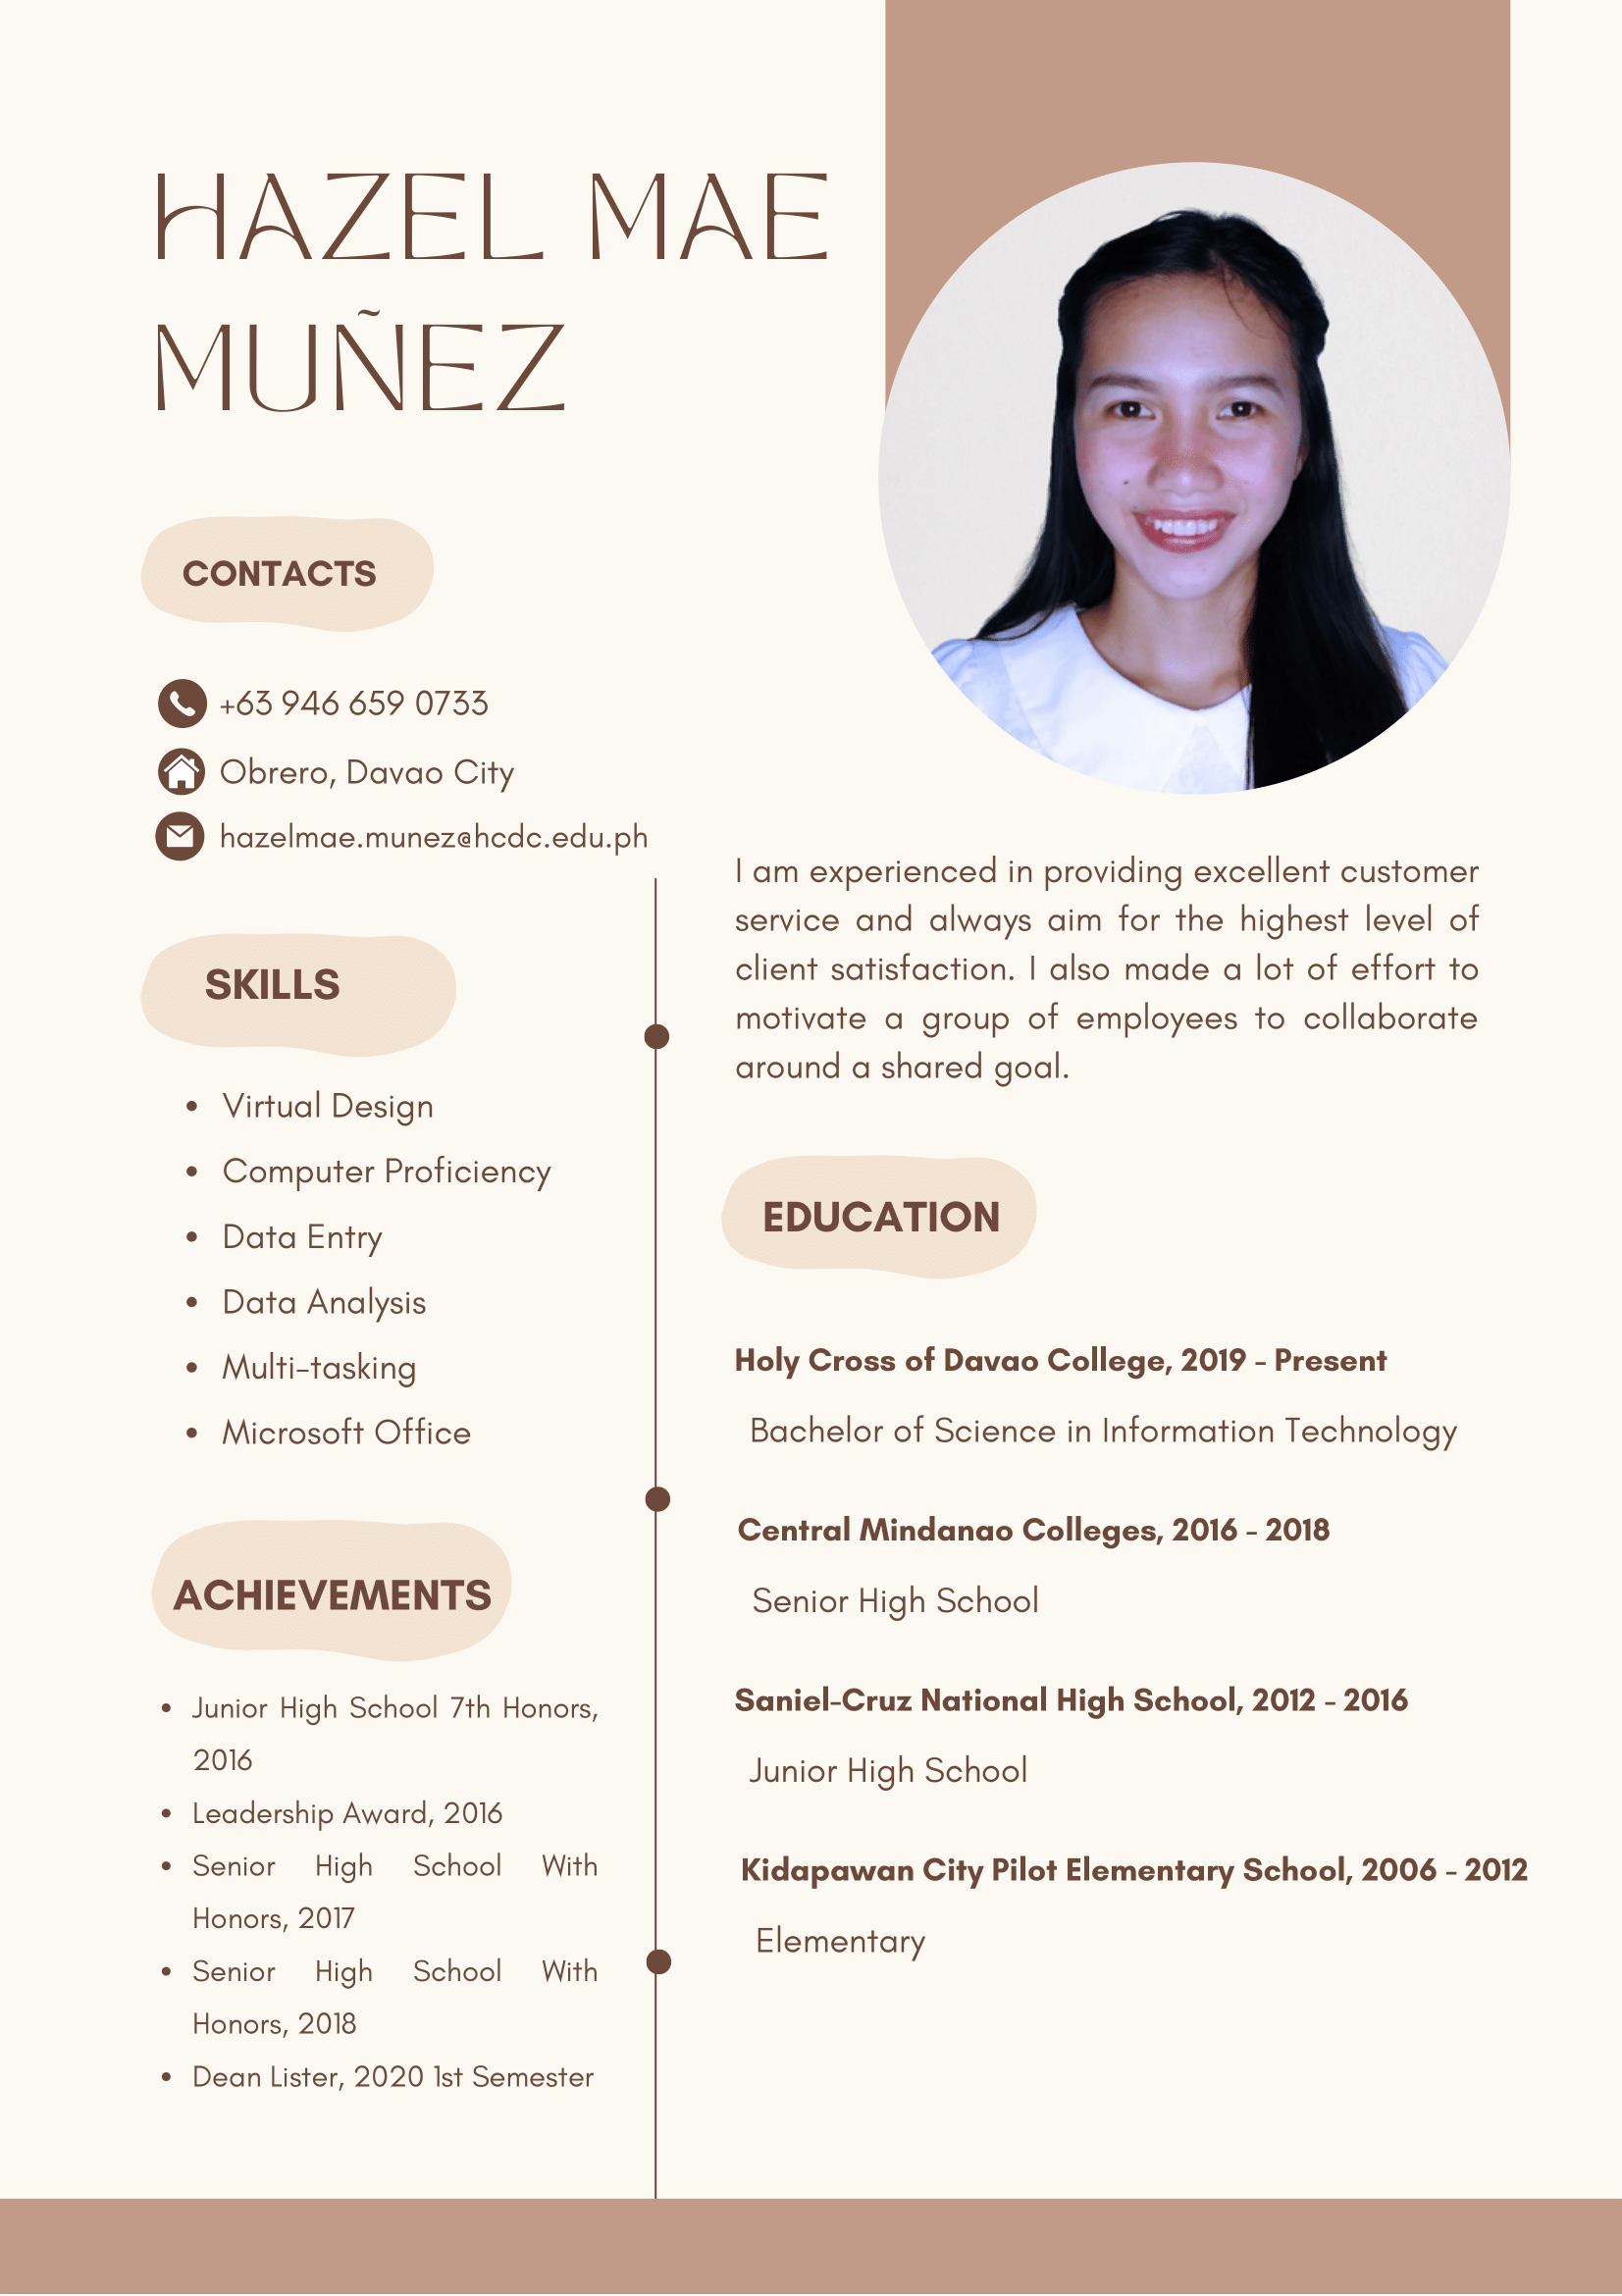 HAZEL MAE
MUÑEZ
CONTACTS
+63 946 659 0733
Obrero, Davao City
hazelmae.munez@hcdc.edu.ph
SKILLS
• Virtual Design
• Computer Proficiency
• Data Entry
• Data Analysis
• Multi-tasking
• Microsoft Office
ACHIEVEMENTS
• Junior High School 7th Honors,
2016
• Leadership Award, 2016
• Senior High School With
Honors, 2017
• Senior High School With
Honors, 2018
• Dean Lister, 2020 1st Semester
I am experienced in providing excellent customer
service and always aim for the highest level of
client satisfaction. I also made a lot of effort to
motivate a group of employees to collaborate
around a shared goal.
EDUCATION
Holy Cross of Davao College, 2019 - Present
Bachelor of Science in Information Technology
Central Mindanao Colleges, 2016 - 2018
Senior High School
Saniel-Cruz National High School, 2012 - 2016
Junior High School
Kidapawan City Pilot Elementary School, 2006 - 2012
Elementary